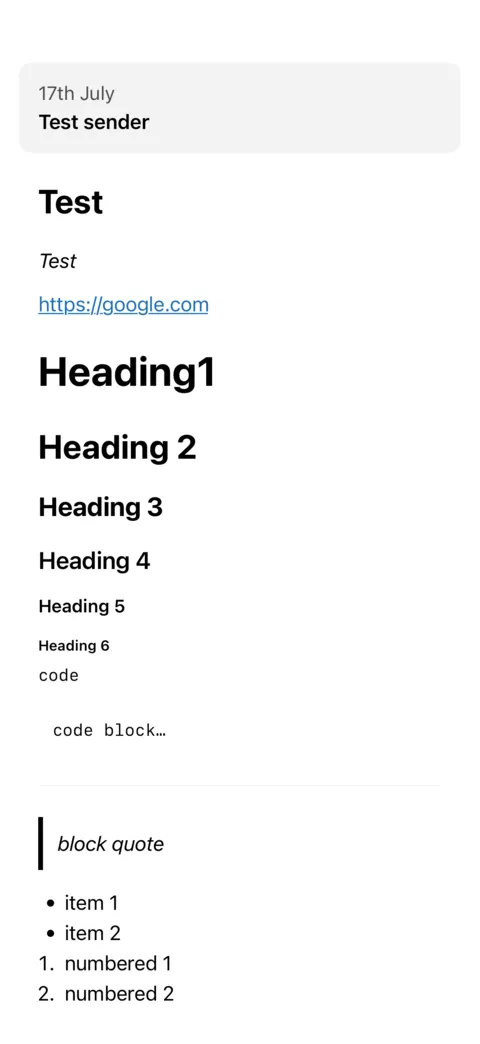 17th July
Test sender
Test
Test
https://google.com
Heading1
Heading 2
Heading 3
Heading 4
Heading 5
Heading 6
code
code block…
block quote
• item 1
• item 2
1. numbered 1
2. numbered 2